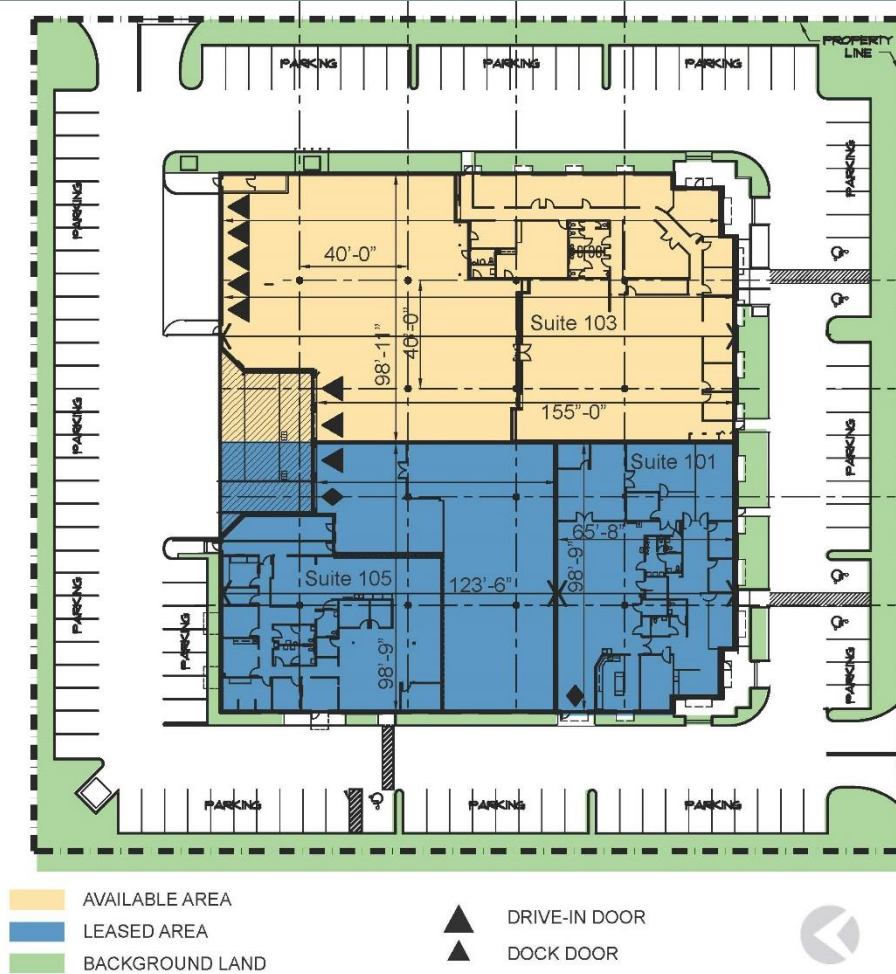 PROPERTY
LINE
PARKING
PARKING
PARKING
PARKING
PARKING
40'-0"
Suite 103
98'-11"
40'-0"
155"-0"
PARKING
PARKING
Suite 101
65'-8"
98'-9"
Suite 105
123'-6"
98'-9"
PARKING
PARKING
PARKING
PARKING
PARKING
PARKING
AVAILABLE AREA
LEASED AREA
BACKGROUND LAND
DRIVE-IN DOOR
DOCK DOOR